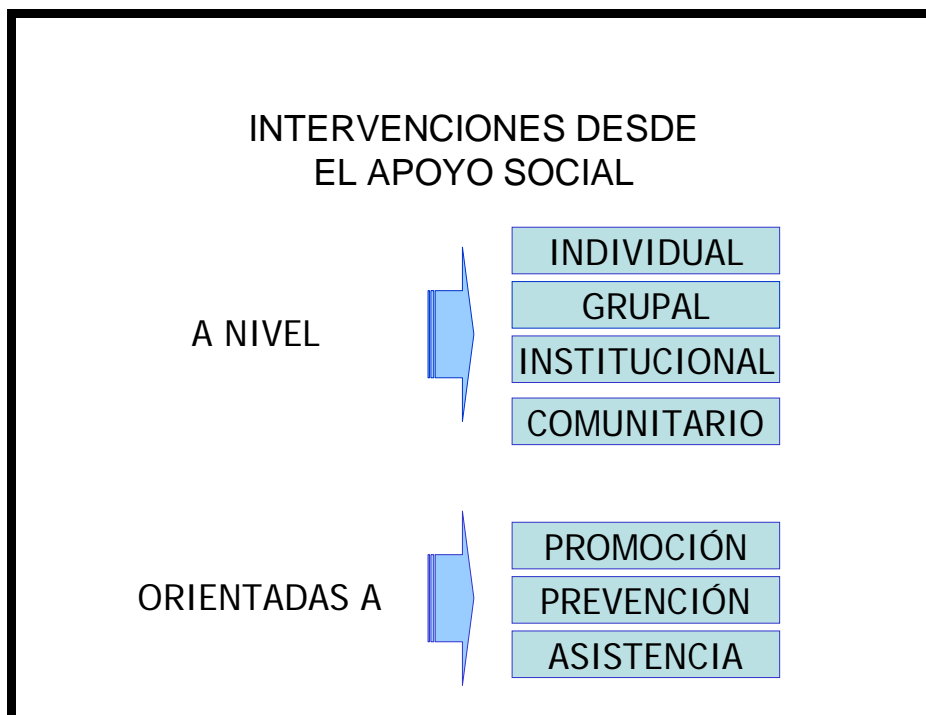 INTERVENCIONES DESDE
EL APOYO SOCIAL
A NIVEL
INDIVIDUAL
GRUPAL
INSTITUCIONAL
COMUNITARIO
ORIENTADAS A
PROMOCIÓN
PREVENCIÓN
ASISTENCIA